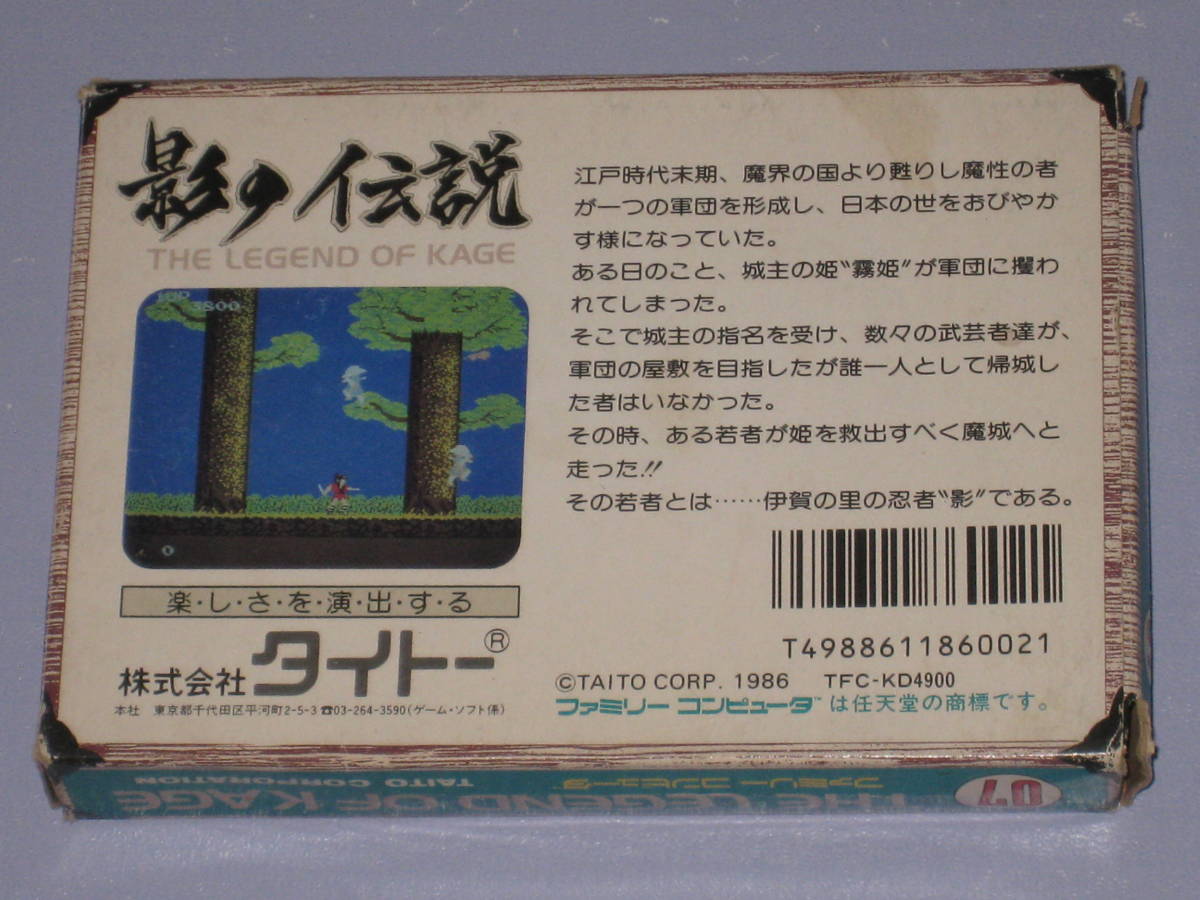 影の伝説
THE LEGEND OF KAGE
3800
0
江戸時代末期、魔界の国より甦りし魔性の者
が一つの軍団を形成し、日本の世をおびやか
す様になっていた。
ある日のこと、城主の姫〝霧姫〟が軍団に攫わ
れてしまった。
そこで城主の指名を受け、数々の武芸者達が、
軍団の屋敷を目指したが誰一人として帰城し
た者はいなかった。
その時、ある若者が姫を救出すべく魔城へと
走った!!
その若者とは……伊賀の里の忍者〝影〟である。
楽・し・さ・を・演・出・す・る
株式会社 タイトー®
本社 東京都千代田区平河町2-5-3 ☎03-264-3590(ゲーム・ソフト係)
T4988611860021
©TAITO CORP. 1986 TFC-KD4900
ファミリー コンピュータ™は任天堂の商標です。
07
THE LEGEND OF KAGE
ファミリー コンピュータ™
TAITO CORPORATION